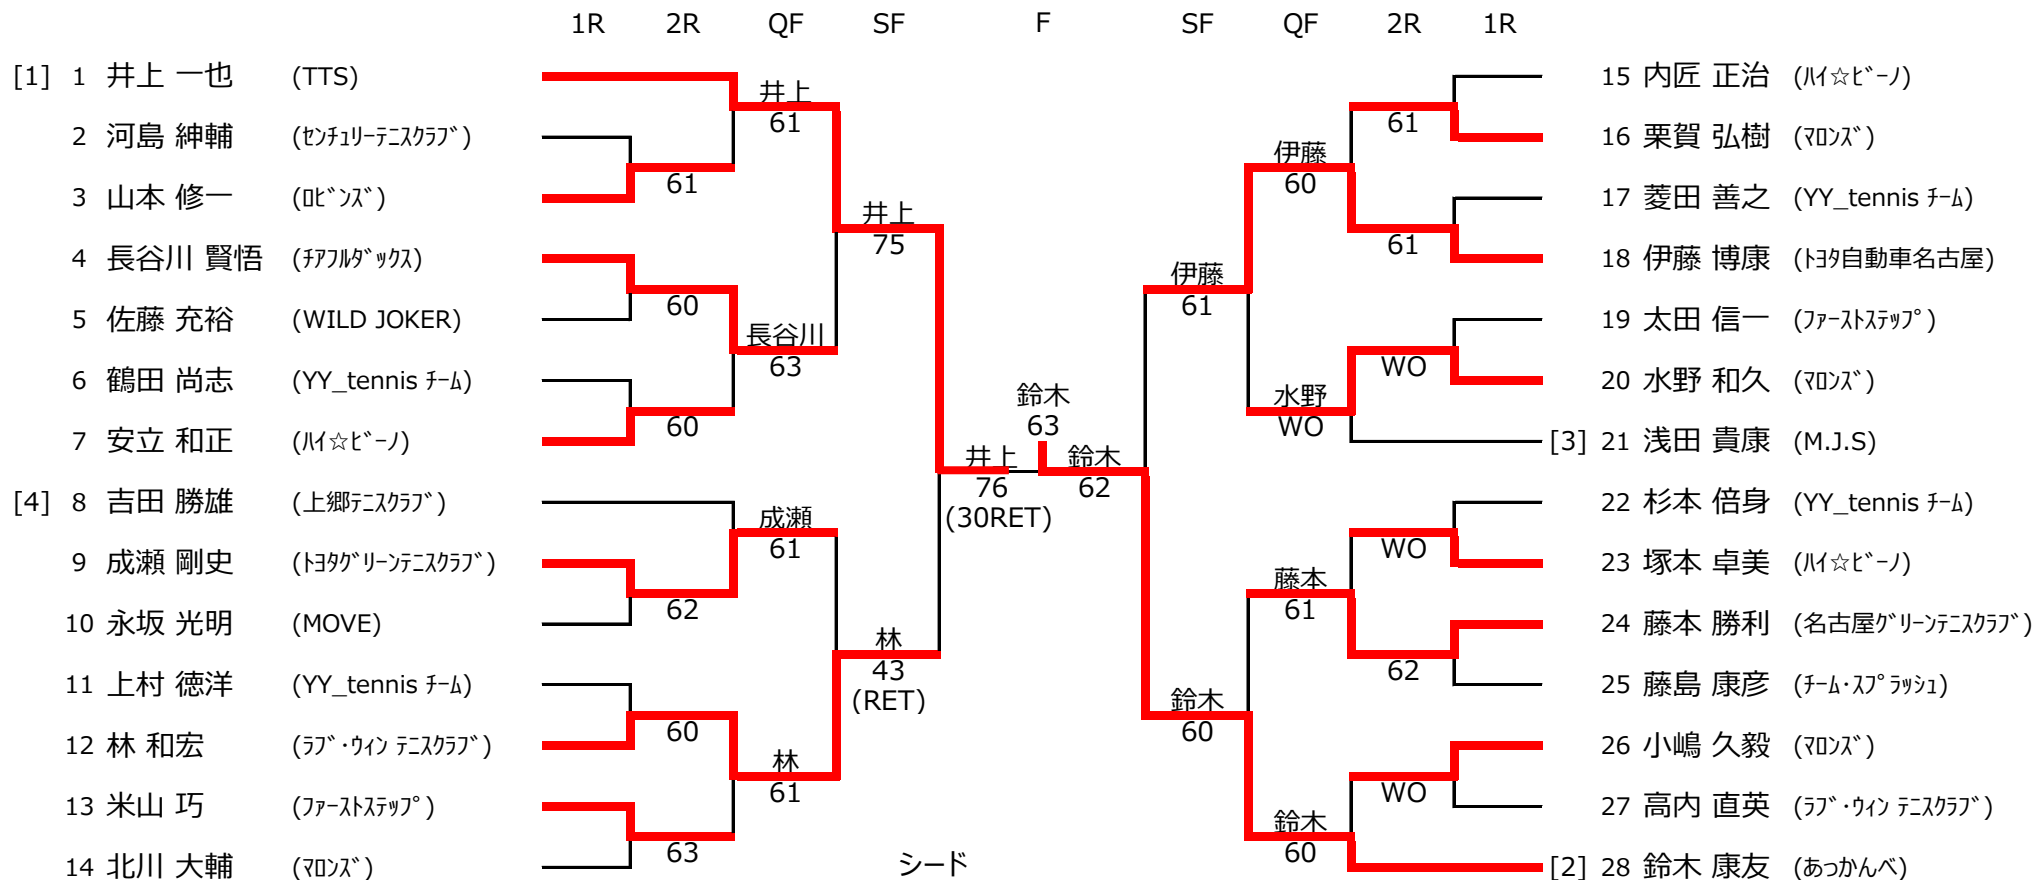 1R 2R QF SF F SF QF 2R 1R
[1] 1 井上 一也 (TTS)
2 河島 紳輔 (ｾﾝﾁｭﾘｰﾃﾆｽｸﾗﾌﾞ)
3 山本 修一 (ﾛﾋﾞﾝｽﾞ)
4 長谷川 賢悟 (ﾁｱﾌﾙﾀﾞｯｸｽ)
5 佐藤 充裕 (WILD JOKER)
6 鶴田 尚志 (YY_tennis ﾁｰﾑ)
7 安立 和正 (ﾊｲ☆ﾋﾞｰﾉ)
[4] 8 吉田 勝雄 (上郷ﾃﾆｽｸﾗﾌﾞ)
9 成瀬 剛史 (ﾄﾖﾀｸﾞﾘｰﾝﾃﾆｽｸﾗﾌﾞ)
10 永坂 光明 (MOVE)
11 上村 徳洋 (YY_tennis ﾁｰﾑ)
12 林 和宏 (ﾗﾌﾞ･ｳｨﾝ ﾃﾆｽｸﾗﾌﾞ)
13 米山 巧 (ﾌｧｰｽﾄｽﾃｯﾌﾟ)
14 北川 大輔 (ﾏﾛﾝｽﾞ)
61
60
60
62
60
63
井上
61
長谷川
63
成瀬
61
林
61
井上
75
林
43
(RET)
井上
76
(30RET)
鈴木
63
鈴木
62
伊藤
61
鈴木
60
伊藤
60
水野
WO
藤本
61
鈴木
60
61
61
WO
WO
62
WO
15 内匠 正治 (ﾊｲ☆ﾋﾞｰﾉ)
16 栗賀 弘樹 (ﾏﾛﾝｽﾞ)
17 菱田 善之 (YY_tennis ﾁｰﾑ)
18 伊藤 博康 (ﾄﾖﾀ自動車名古屋)
19 太田 信一 (ﾌｧｰｽﾄｽﾃｯﾌﾟ)
20 水野 和久 (ﾏﾛﾝｽﾞ)
[3] 21 浅田 貴康 (M.J.S)
22 杉本 倍身 (YY_tennis ﾁｰﾑ)
23 塚本 卓美 (ﾊｲ☆ﾋﾞｰﾉ)
24 藤本 勝利 (名古屋ｸﾞﾘｰﾝﾃﾆｽｸﾗﾌﾞ)
25 藤島 康彦 (ﾁｰﾑ･ｽﾌﾟﾗｯｼｭ)
26 小嶋 久毅 (ﾏﾛﾝｽﾞ)
27 高内 直英 (ﾗﾌﾞ･ｳｨﾝ ﾃﾆｽｸﾗﾌﾞ)
[2] 28 鈴木 康友 (あっかんべ)
シード